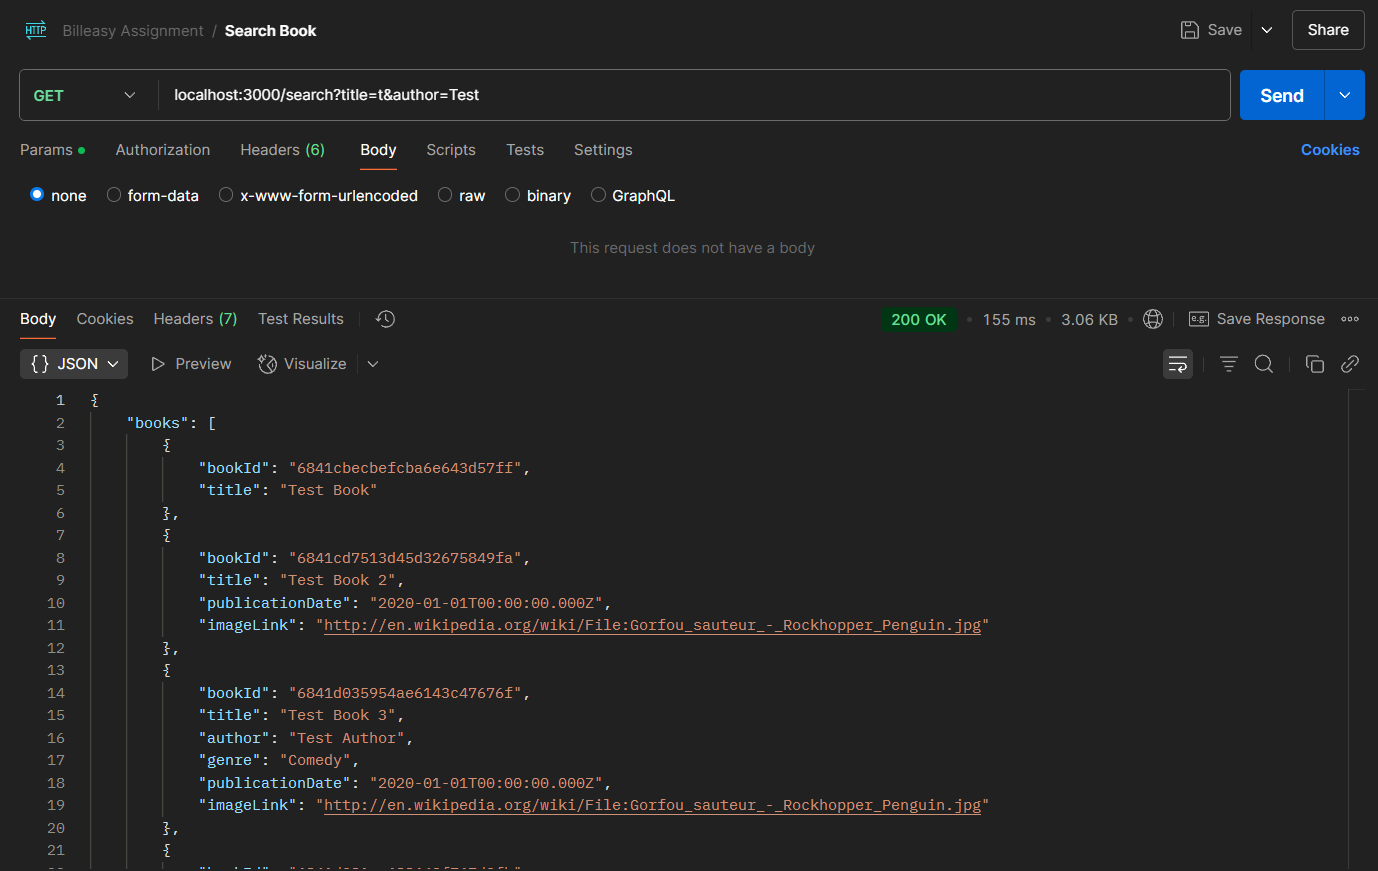 HTTP Billeasy Assignment / Search Book Save Share
GET localhost:3000/search?title=t&author=Test Send
Params Authorization Headers (6) Body Scripts Tests Settings Cookies
none form-data x-www-form-urlencoded raw binary GraphQL
This request does not have a body
Body Cookies Headers (7) Test Results 200 OK • 155 ms • 3.06 KB • e.g. Save Response
{} JSON Preview Visualize
1 {
2 "books": [
3 {
4 "bookId": "6841cbecbefcba6e643d57ff",
5 "title": "Test Book"
6 },
7 {
8 "bookId": "6841cd7513d45d32675849fa",
9 "title": "Test Book 2",
10 "publicationDate": "2020-01-01T00:00:00.000Z",
11 "imageLink": "http://en.wikipedia.org/wiki/File:Gorfou_sauteur_-_Rockhopper_Penguin.jpg"
12 },
13 {
14 "bookId": "6841d035954ae6143c47676f",
15 "title": "Test Book 3",
16 "author": "Test Author",
17 "genre": "Comedy",
18 "publicationDate": "2020-01-01T00:00:00.000Z",
19 "imageLink": "http://en.wikipedia.org/wiki/File:Gorfou_sauteur_-_Rockhopper_Penguin.jpg"
20 },
21 {